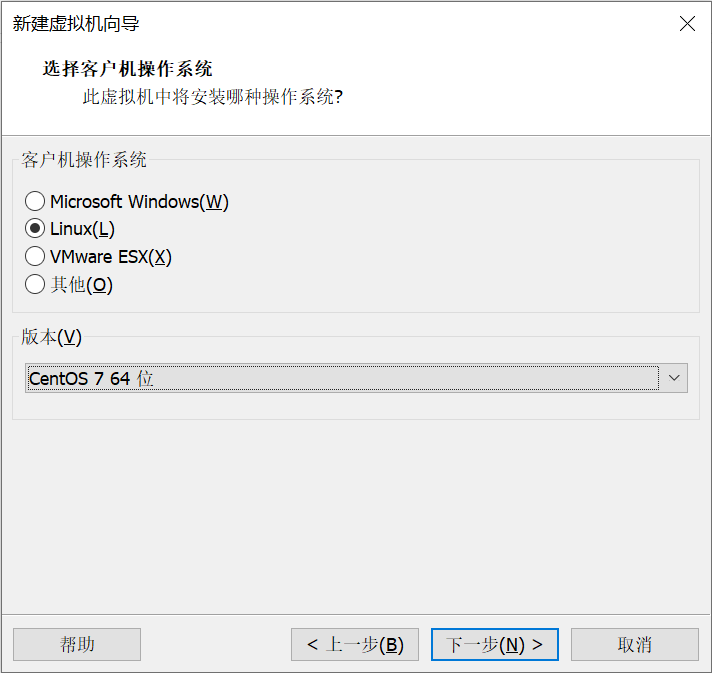 新建虚拟机向导
选择客户机操作系统
此虚拟机中将安装哪种操作系统?
客户机操作系统
Microsoft Windows(W)
Linux(L)
VMware ESX(X)
其他(O)
版本(V)
CentOS 7 64 位
帮助
< 上一步(B)
下一步(N) >
取消